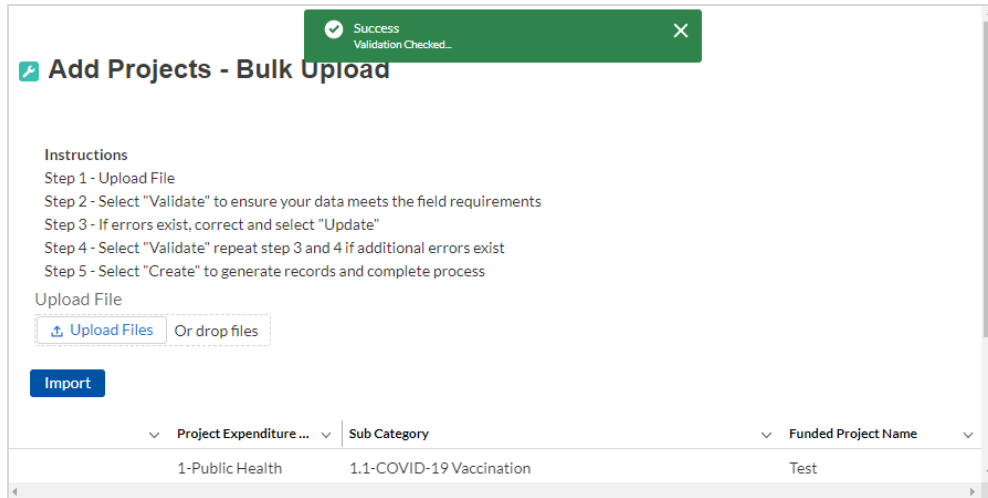 Success
Validation Checked...
Add Projects - Bulk Upload
Instructions
Step 1 - Upload File
Step 2 - Select "Validate" to ensure your data meets the field requirements
Step 3 - If errors exist, correct and select "Update"
Step 4 - Select "Validate" repeat step 3 and 4 if additional errors exist
Step 5 - Select "Create" to generate records and complete process
Upload File
Upload Files Or drop files
Import
Project Expenditure ... Sub Category Funded Project Name
1-Public Health 1.1-COVID-19 Vaccination Test